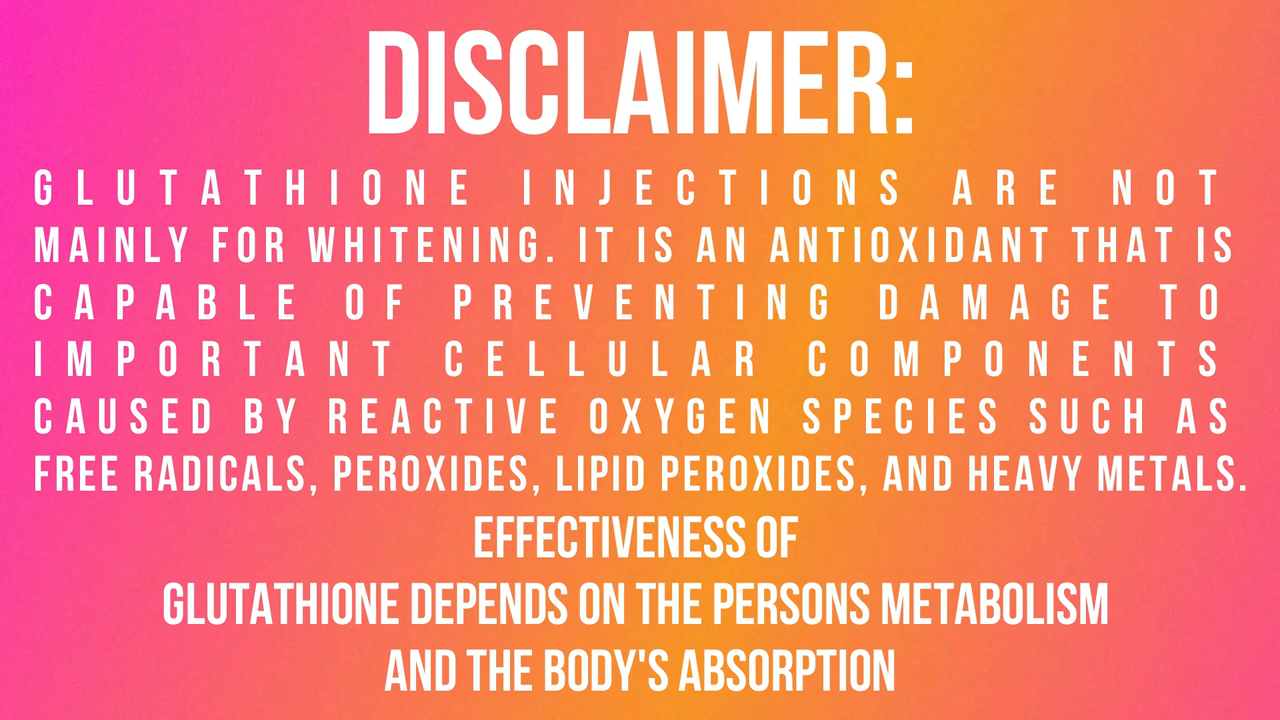 DISCLAIMER:
GLUTATHIONE INJECTIONS ARE NOT
MAINLY FOR WHITENING. IT IS AN ANTIOXIDANT THAT IS
CAPABLE OF PREVENTING DAMAGE TO
IMPORTANT CELLULAR COMPONENTS
CAUSED BY REACTIVE OXYGEN SPECIES SUCH AS
FREE RADICALS, PEROXIDES, LIPID PEROXIDES, AND HEAVY METALS.
EFFECTIVENESS OF
GLUTATHIONE DEPENDS ON THE PERSONS METABOLISM
AND THE BODY'S ABSORPTION